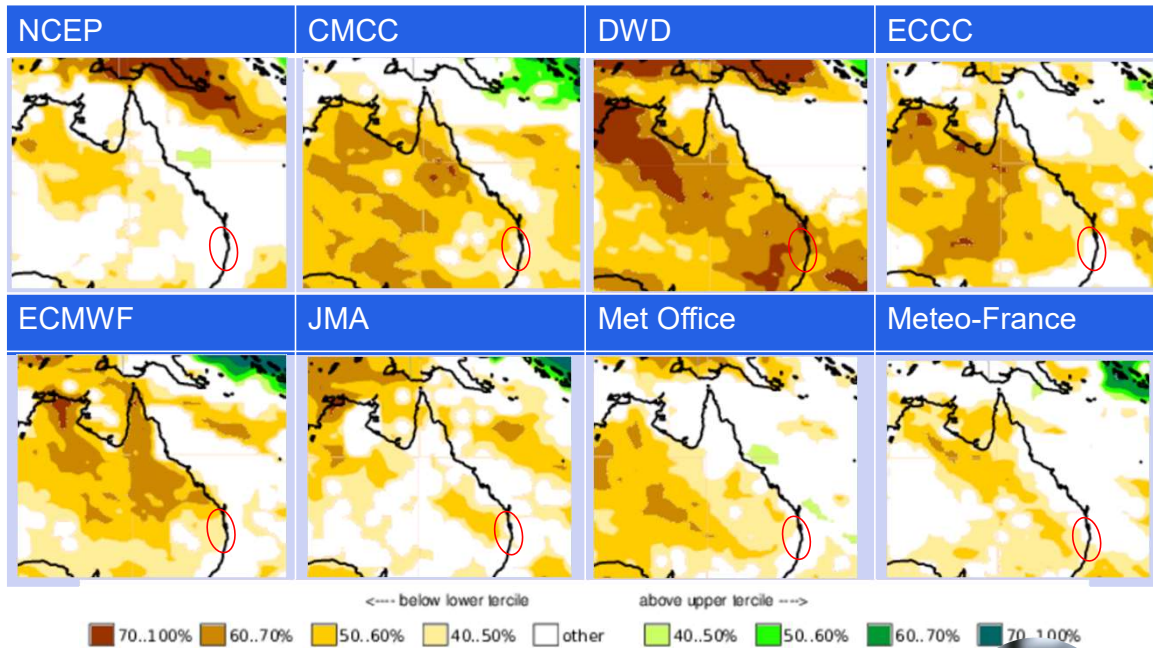 NCEP CMCC DWD ECCC
ECMWF JMA Met Office Meteo-France
<---- below lower tercile above upper tercile ---->
70..100% 60..70% 50..60% 40..50% other 40..50% 50..60% 60..70% 70..100%